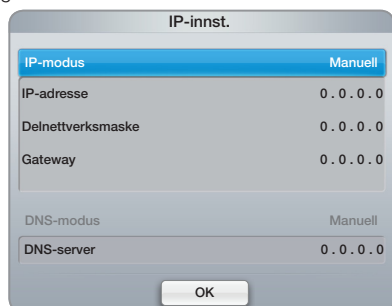 IP-innst.
IP-modus Manuell
IP-adresse 0 . 0 . 0 . 0
Delnettverksmaske 0 . 0 . 0 . 0
Gateway 0 . 0 . 0 . 0
DNS-modus Manuell
DNS-server 0 . 0 . 0 . 0
OK